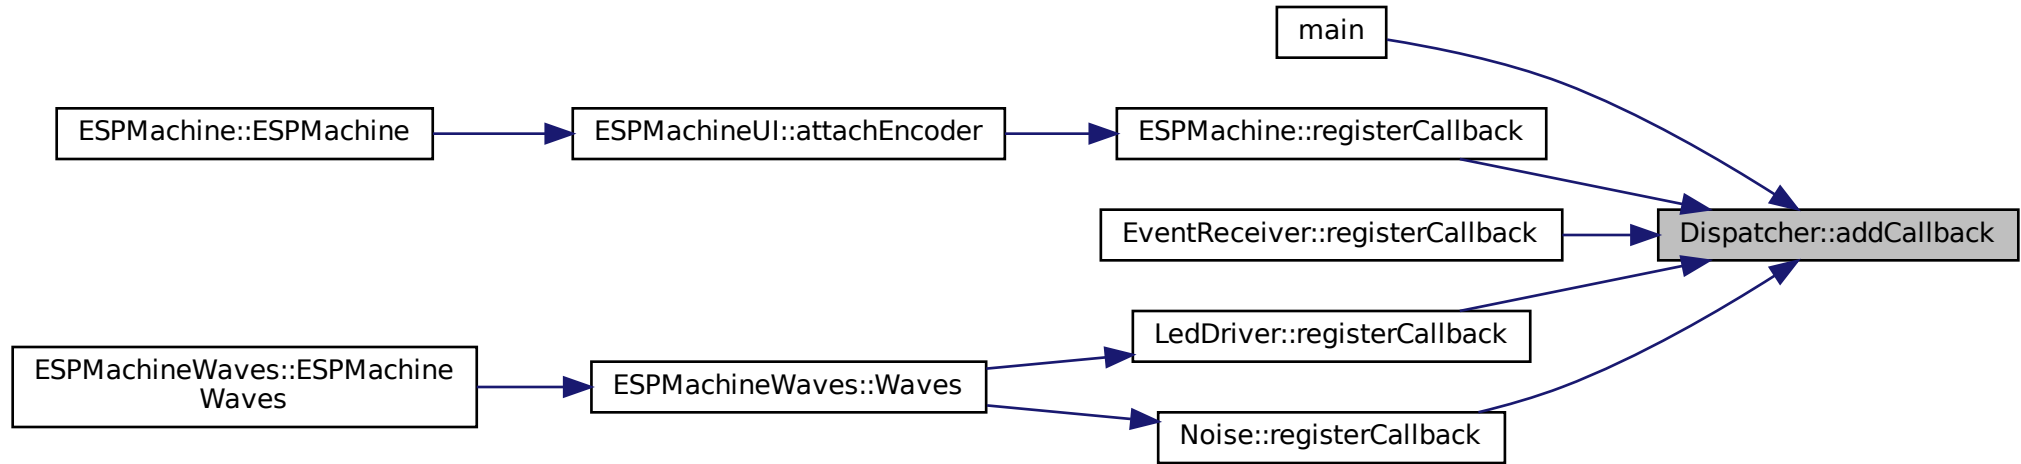 main
ESPMachine::ESPMachine
ESPMachineUI::attachEncoder
ESPMachine::registerCallback
EventReceiver::registerCallback
Dispatcher::addCallback
LedDriver::registerCallback
ESPMachineWaves::ESPMachine
Waves
ESPMachineWaves::Waves
Noise::registerCallback